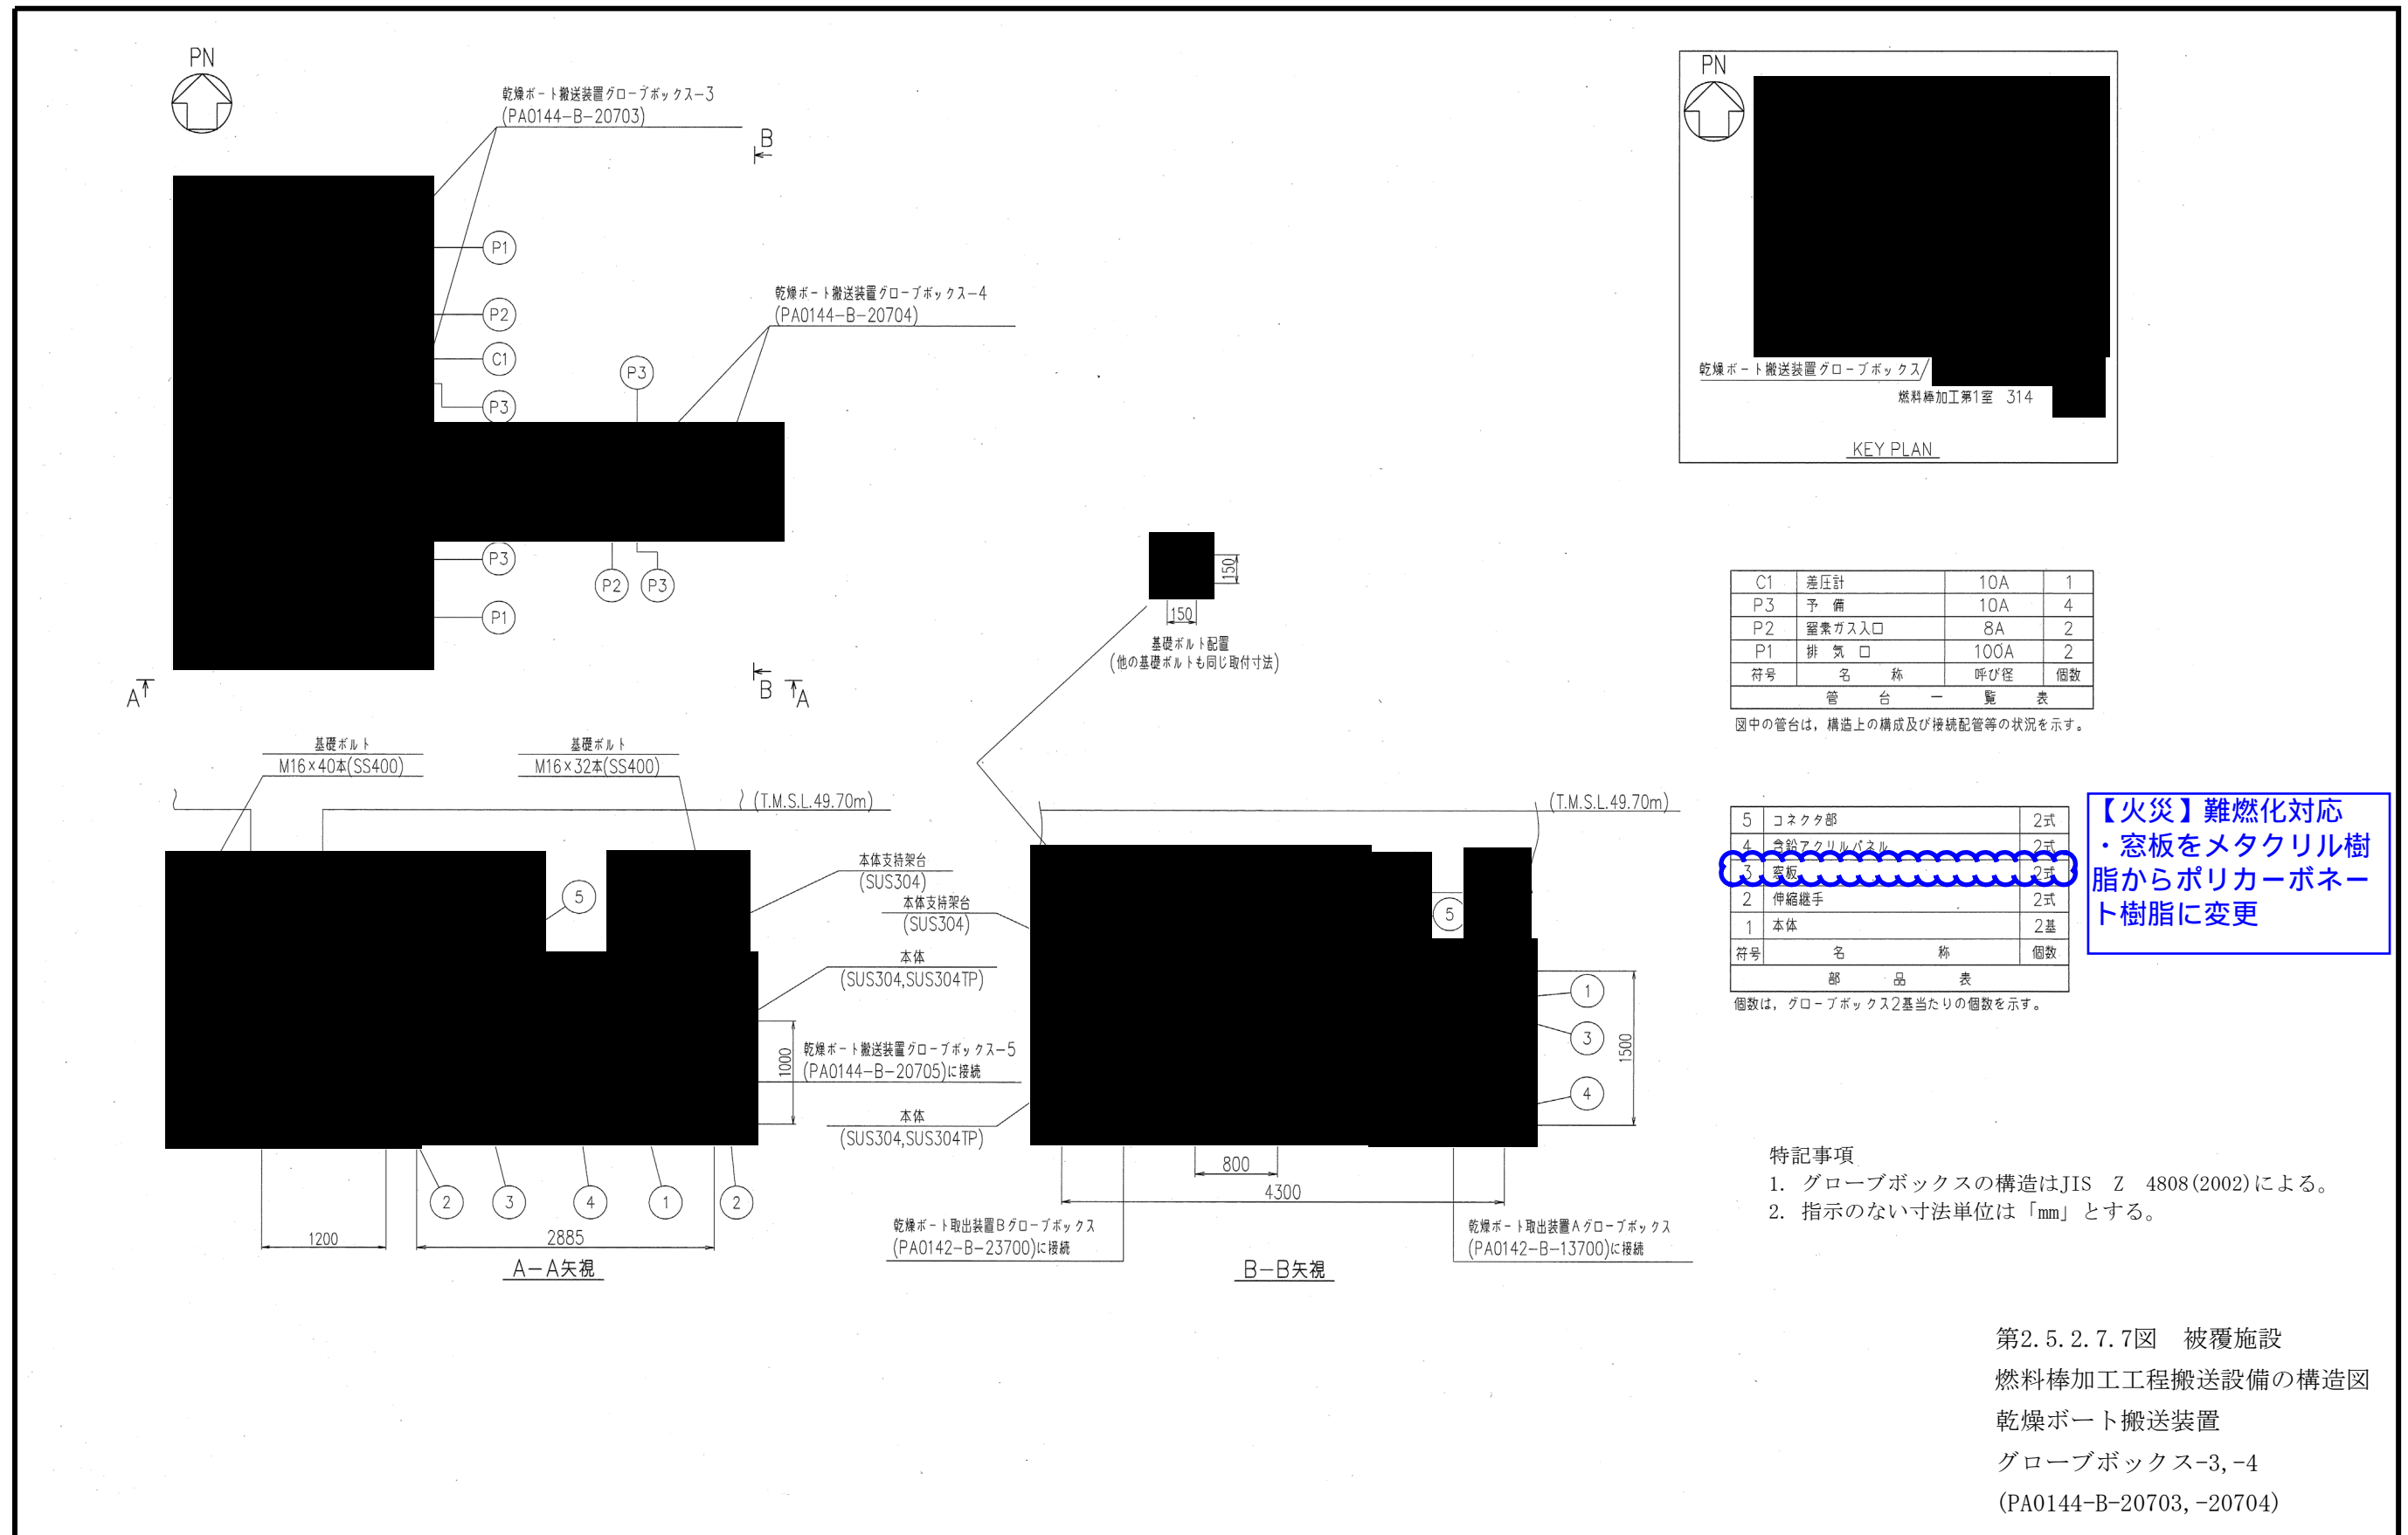 PN
乾燥ボート搬送装置グローブボックス−3
(PA0144−B−20703)
B
P1
P2
C1
P3
乾燥ボート搬送装置グローブボックス−4
(PA0144−B−20704)
P3
P3
P2
P3
P1
A
B
A
PN
乾燥ボート搬送装置グローブボックス
燃料棒加工第1室 314
KEY PLAN
150
150
基礎ボルト配置
(他の基礎ボルトも同じ取付寸法)
C1 差圧計 10A 1
P3 予 備 10A 4
P2 窒素ガス入口 8A 2
P1 排 気 口 100A 2
符号 名 称 呼び径 個数
管 台 一 覧 表
図中の管台は，構造上の構成及び接続配管等の状況を示す。
基礎ボルト
M16×40本(SS400)
基礎ボルト
M16×32本(SS400)
(T.M.S.L.49.70m)
5
本体支持架台
(SUS304)
本体支持架台
(SUS304)
本体
(SUS304,SUS304TP)
1000
乾燥ボート搬送装置グローブボックス−5
(PA0144−B−20705)に接続
本体
(SUS304,SUS304TP)
2
3
4
1
2
1200
2885
A−A矢視
(T.M.S.L.49.70m)
5
1
3
4
1500
800
4300
乾燥ボート取出装置Bグローブボックス
(PA0142−B−23700)に接続
乾燥ボート取出装置Aグローブボックス
(PA0142−B−13700)に接続
B−B矢視
5 コネクタ部 2式
4 含鉛アクリルパネル 2式
3 窓板 2式
2 伸縮継手 2式
1 本体 2基
符号 名 称 個数
部 品 表
個数は，グローブボックス2基当たりの個数を示す。
【火災】難燃化対応
・窓板をメタクリル樹
脂からポリカーボネー
ト樹脂に変更
特記事項
1. グローブボックスの構造はJIS Z 4808(2002)による。
2. 指示のない寸法単位は「mm」とする。
第2.5.2.7.7図 被覆施設
燃料棒加工工程搬送設備の構造図
乾燥ボート搬送装置
グローブボックス-3,-4
(PA0144-B-20703,-20704)